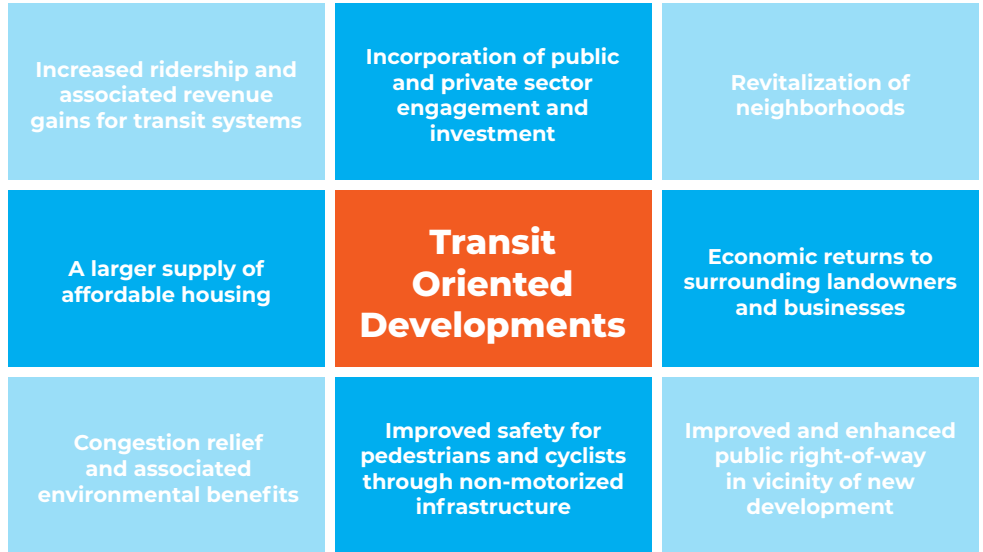 Increased ridership and
associated revenue
gains for transit systems
Incorporation of public
and private sector
engagement and
investment
Revitalization of
neighborhoods
A larger supply of
affordable housing
Transit
Oriented
Developments
Economic returns to
surrounding landowners
and businesses
Congestion relief
and associated
environmental benefits
Improved safety for
pedestrians and cyclists
through non-motorized
infrastructure
Improved and enhanced
public right-of-way
in vicinity of new
development